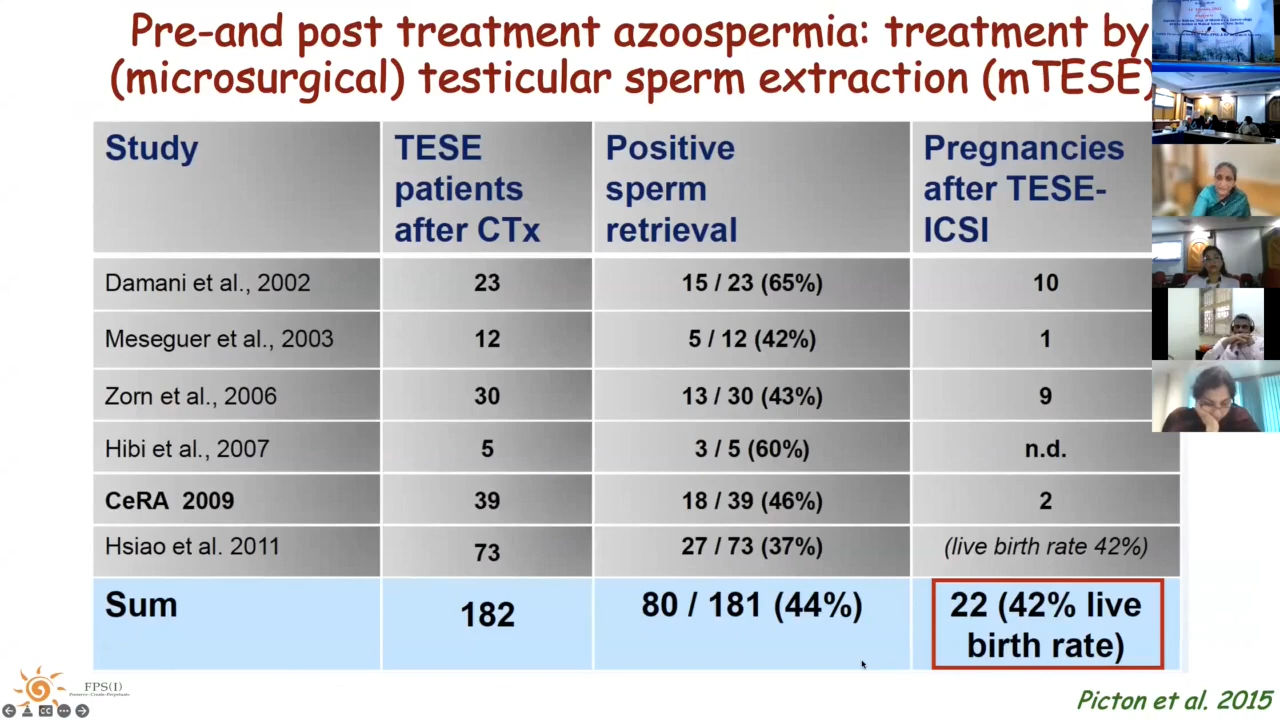 Pre-and post treatment azoospermia: treatment by
(microsurgical) testicular sperm extraction (mTESE)
Study
TESE
patients
after CTx
Positive
sperm
retrieval
Pregnancies
after TESE-
ICSI
Damani et al., 2002
23
15 / 23 (65%)
10
Meseguer et al., 2003
12
5 / 12 (42%)
1
Zorn et al., 2006
30
13 / 30 (43%)
9
Hibi et al., 2007
5
3 / 5 (60%)
n.d.
CeRA 2009
39
18 / 39 (46%)
2
Hsiao et al. 2011
73
27 / 73 (37%)
(live birth rate 42%)
Sum
182
80 / 181 (44%)
22 (42% live
birth rate)
FPS(I)
Preserve-Create-Perpetuate
CC
Picton et al. 2015